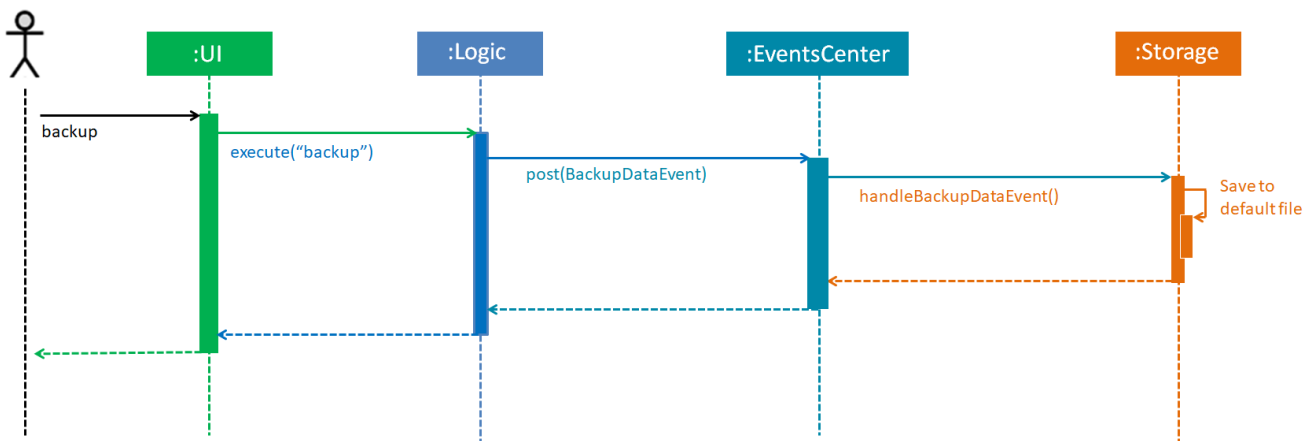 :UI
:Logic
:EventsCenter
:Storage
backup
execute(“backup”)
post(BackupDataEvent)
handleBackupDataEvent()
Save to
default file